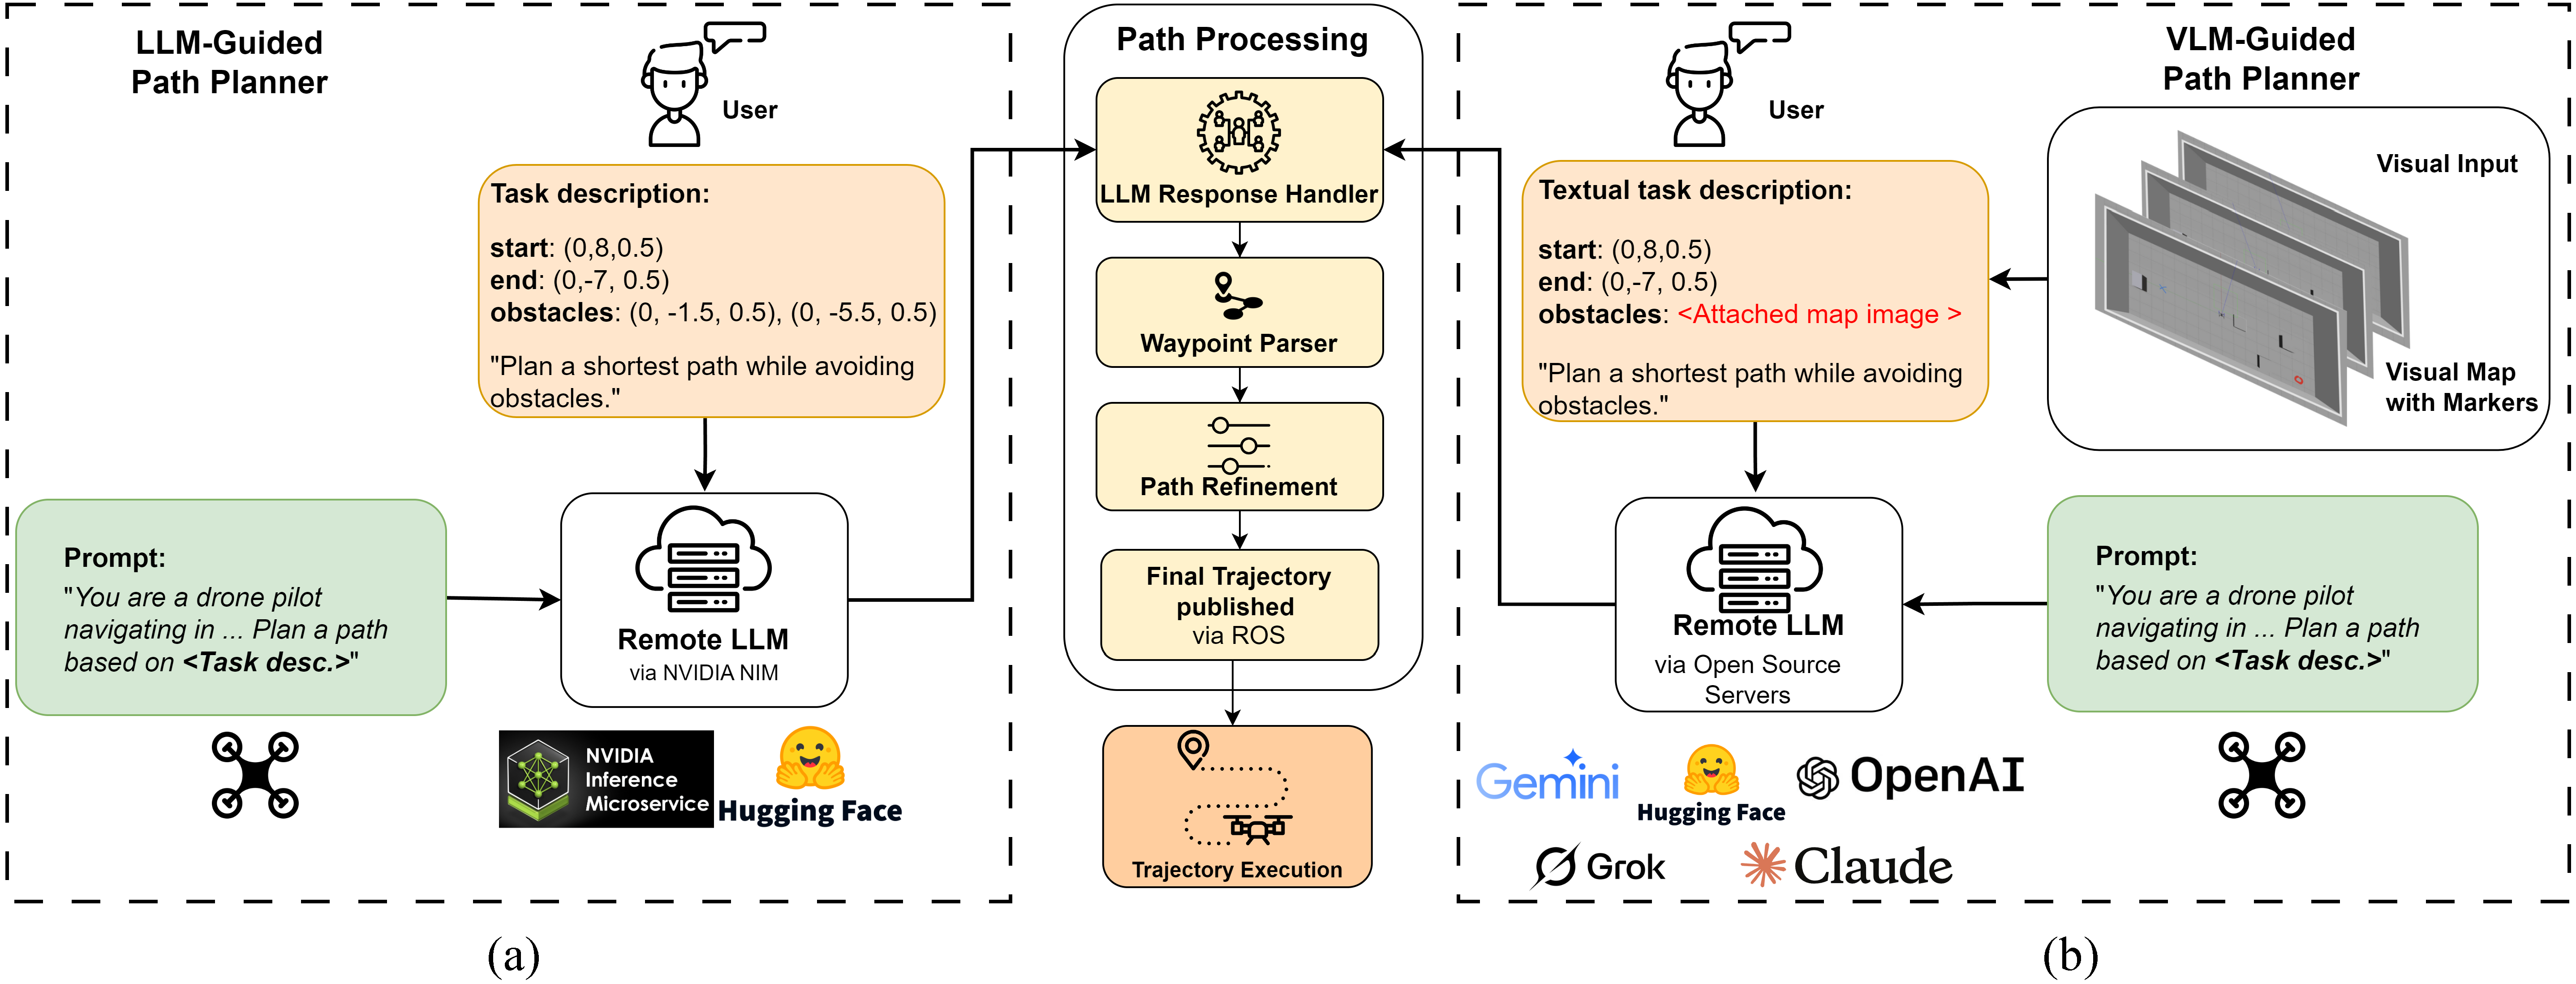 LLM-Guided
Path Planner
User
Task description:
start: (0,8,0.5)
end: (0,-7, 0.5)
obstacles: (0, -1.5, 0.5), (0, -5.5, 0.5)
"Plan a shortest path while avoiding
obstacles."
Prompt:
"You are a drone pilot
navigating in ... Plan a path
based on <Task desc.>"
Remote LLM
via NVIDIA NIM
NVIDIA
Inference
Microservice
Hugging Face
(a)
Path Processing
LLM Response Handler
Waypoint Parser
Path Refinement
Final Trajectory
published
via ROS
Trajectory Execution
VLM-Guided
Path Planner
User
Textual task description:
start: (0,8,0.5)
end: (0,-7, 0.5)
obstacles: <Attached map image >
"Plan a shortest path while avoiding
obstacles."
Visual Input
Visual Map
with Markers
Remote LLM
via Open Source
Servers
Prompt:
"You are a drone pilot
navigating in ... Plan a path
based on <Task desc.>"
Gemini
Hugging Face
OpenAI
Grok
Claude
(b)